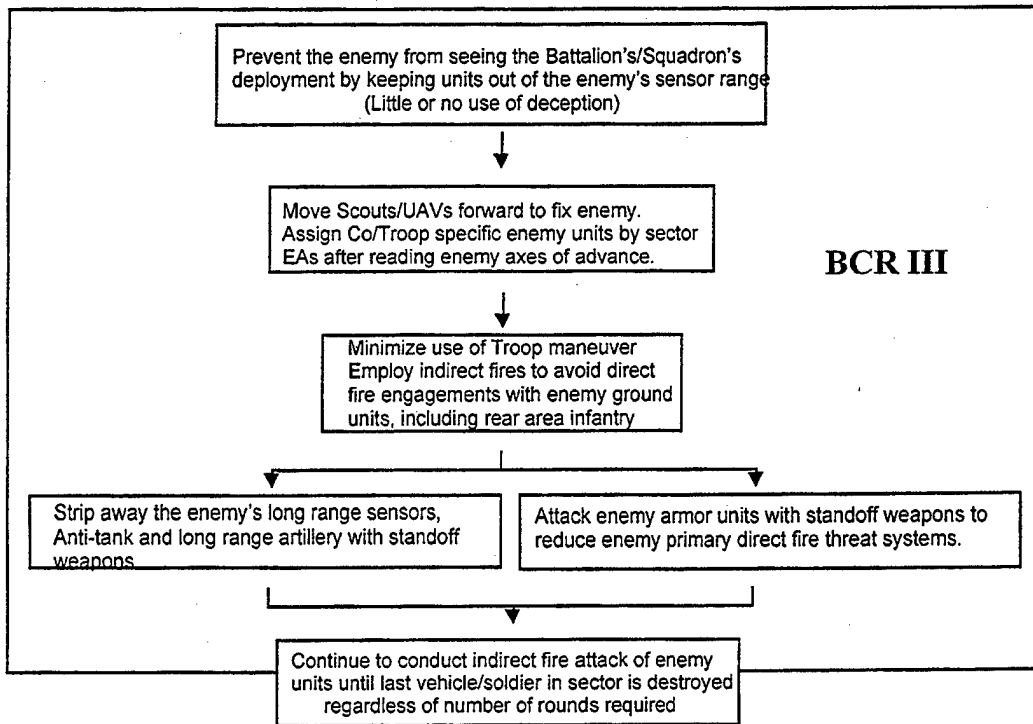 Prevent the enemy from seeing the Battalion's/Squadron's
deployment by keeping units out of the enemy's sensor range
(Little or no use of deception)
Move Scouts/UAVs forward to fix enemy.
Assign Co/Troop specific enemy units by sector
EAs after reading enemy axes of advance.
BCR III
Minimize use of Troop maneuver
Employ indirect fires to avoid direct
fire engagements with enemy ground
units, including rear area infantry
Strip away the enemy's long range sensors,
Anti-tank and long range artillery with standoff
weapons
Attack enemy armor units with standoff weapons to
reduce enemy primary direct fire threat systems.
Continue to conduct indirect fire attack of enemy
units until last vehicle/soldier in sector is destroyed
regardless of number of rounds required